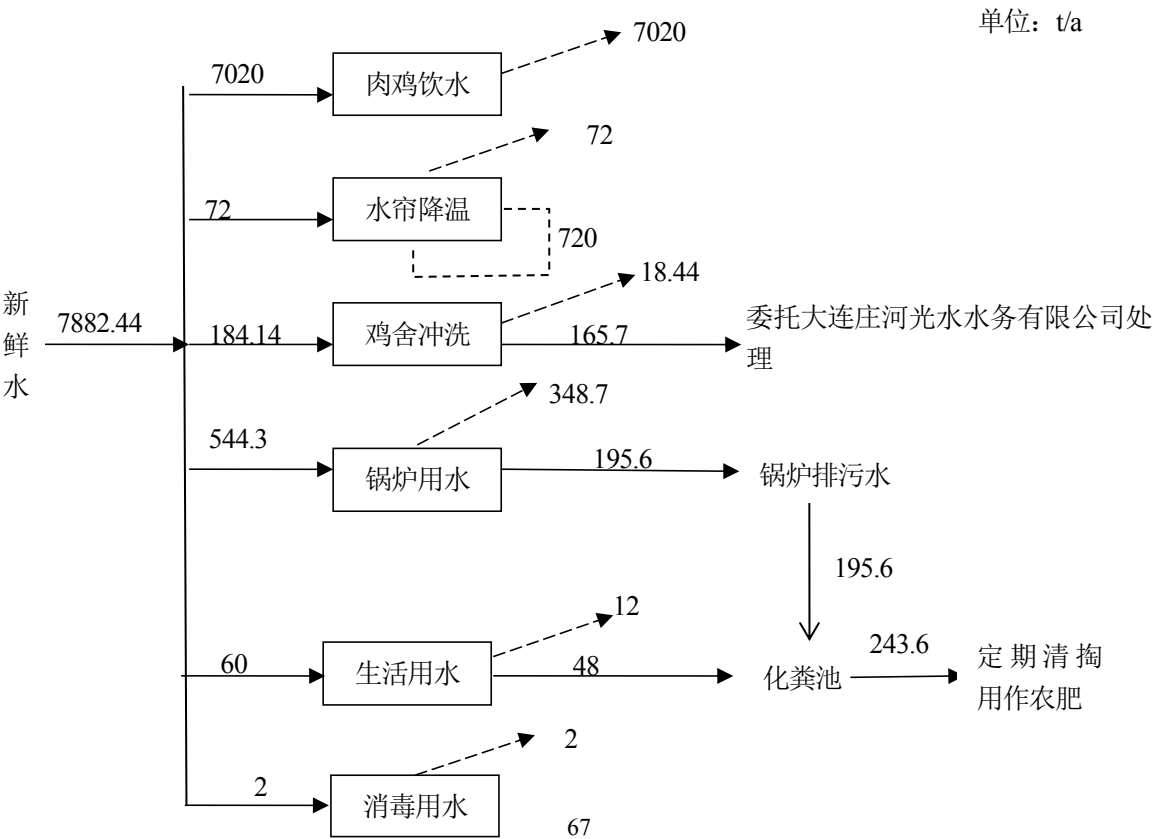 单位：t/a
7020
7020
肉鸡饮水
72
72
水帘降温
720
18.44
新
鲜
水
7882.44
184.14
鸡舍冲洗
165.7
委托大连庄河光水水务有限公司处
理
348.7
544.3
锅炉用水
195.6
锅炉排污水
195.6
12
60
生活用水
48
化粪池
243.6
定期清掏
用作农肥
2
2
消毒用水
67